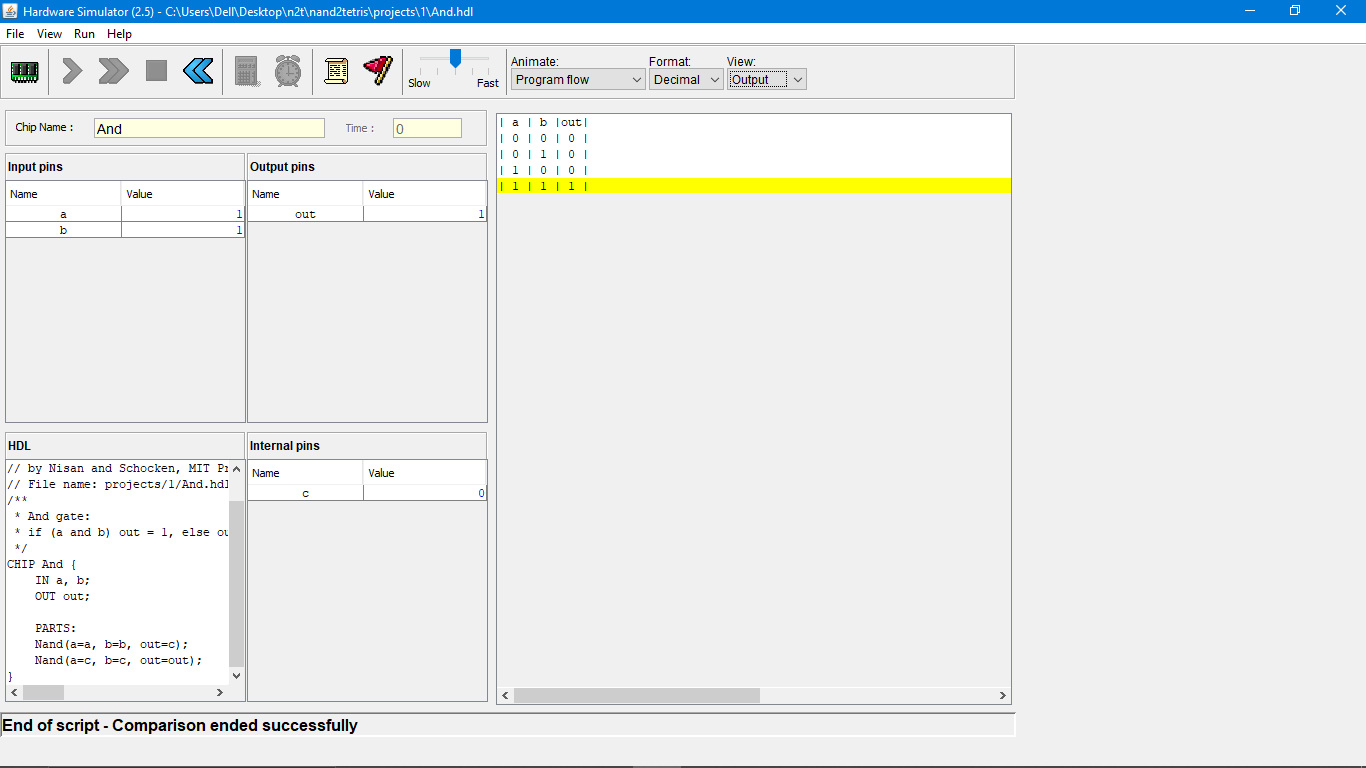 Hardware Simulator (2.5) - C:\Users\Dell\Desktop\n2t\nand2tetris\projects\1\And.hdl
File View Run Help
Slow Fast
Animate: Format: View:
Program flow Decimal Output
Chip Name : And Time : 0
Input pins
Name Value
a 1
b 1
Output pins
Name Value
out 1
HDL
// by Nisan and Schocken, MIT Pr
// File name: projects/1/And.hdl
/**
* And gate:
* if (a and b) out = 1, else ou
*/
CHIP And {
IN a, b;
OUT out;
PARTS:
Nand(a=a, b=b, out=c);
Nand(a=c, b=c, out=out);
}
Internal pins
Name Value
c 0
| a | b |out|
| 0 | 0 | 0 |
| 0 | 1 | 0 |
| 1 | 0 | 0 |
| 1 | 1 | 1 |
End of script - Comparison ended successfully